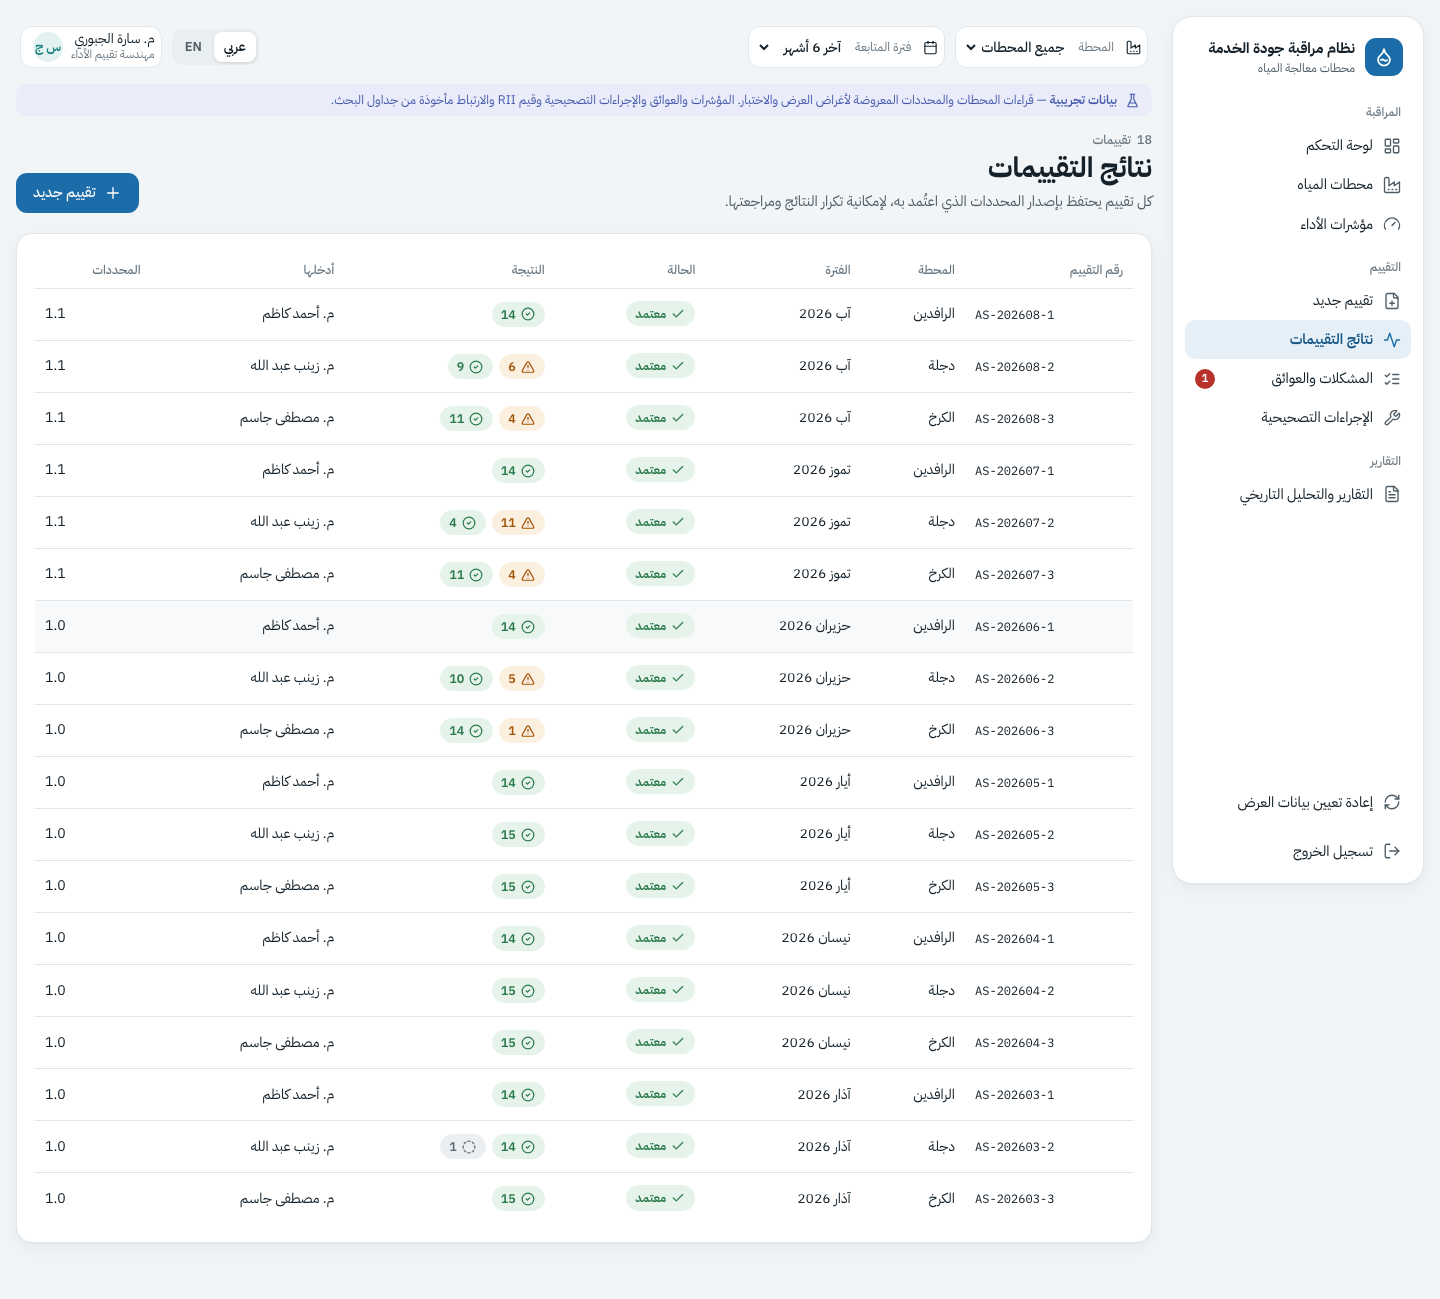 نظام مراقبة جودة الخدمة
محطات معالجة المياه
المراقبة
لوحة التحكم
محطات المياه
مؤشرات الأداء
التقييم
تقييم جديد
نتائج التقييمات
المشكلات والعوائق 1
الإجراءات التصحيحية
التقارير
التقارير والتحليل التاريخي
إعادة تعيين بيانات العرض
تسجيل الخروج
المحطة جميع المحطات
فترة المتابعة آخر 6 أشهر
عربي EN
م. سارة الجبوري
مهندسة تقييم الأداء
س ج
بيانات تجريبية — قراءات المحطات والمحددات المعروضة لأغراض العرض والاختبار. المؤشرات والعوائق والإجراءات التصحيحية وقيم RII والارتباط مأخوذة من جداول البحث.
18 تقييمات
نتائج التقييمات
كل تقييم يحتفظ بإصدار المحددات الذي اعتُمد به، لإمكانية تكرار النتائج ومراجعتها.
تقييم جديد
رقم التقييم المحطة الفترة الحالة النتيجة أدخلها المحددات
AS-202608-1 الرافدين آب 2026 معتمد 14 م. أحمد كاظم 1.1
AS-202608-2 دجلة آب 2026 معتمد 6 9 م. زينب عبد الله 1.1
AS-202608-3 الكرخ آب 2026 معتمد 4 11 م. مصطفى جاسم 1.1
AS-202607-1 الرافدين تموز 2026 معتمد 14 م. أحمد كاظم 1.1
AS-202607-2 دجلة تموز 2026 معتمد 11 4 م. زينب عبد الله 1.1
AS-202607-3 الكرخ تموز 2026 معتمد 4 11 م. مصطفى جاسم 1.1
AS-202606-1 الرافدين حزيران 2026 معتمد 14 م. أحمد كاظم 1.0
AS-202606-2 دجلة حزيران 2026 معتمد 5 10 م. زينب عبد الله 1.0
AS-202606-3 الكرخ حزيران 2026 معتمد 1 14 م. مصطفى جاسم 1.0
AS-202605-1 الرافدين أيار 2026 معتمد 14 م. أحمد كاظم 1.0
AS-202605-2 دجلة أيار 2026 معتمد 15 م. زينب عبد الله 1.0
AS-202605-3 الكرخ أيار 2026 معتمد 15 م. مصطفى جاسم 1.0
AS-202604-1 الرافدين نيسان 2026 معتمد 14 م. أحمد كاظم 1.0
AS-202604-2 دجلة نيسان 2026 معتمد 15 م. زينب عبد الله 1.0
AS-202604-3 الكرخ نيسان 2026 معتمد 15 م. مصطفى جاسم 1.0
AS-202603-1 الرافدين آذار 2026 معتمد 14 م. أحمد كاظم 1.0
AS-202603-2 دجلة آذار 2026 معتمد 14 1 م. زينب عبد الله 1.0
AS-202603-3 الكرخ آذار 2026 معتمد 15 م. مصطفى جاسم 1.0